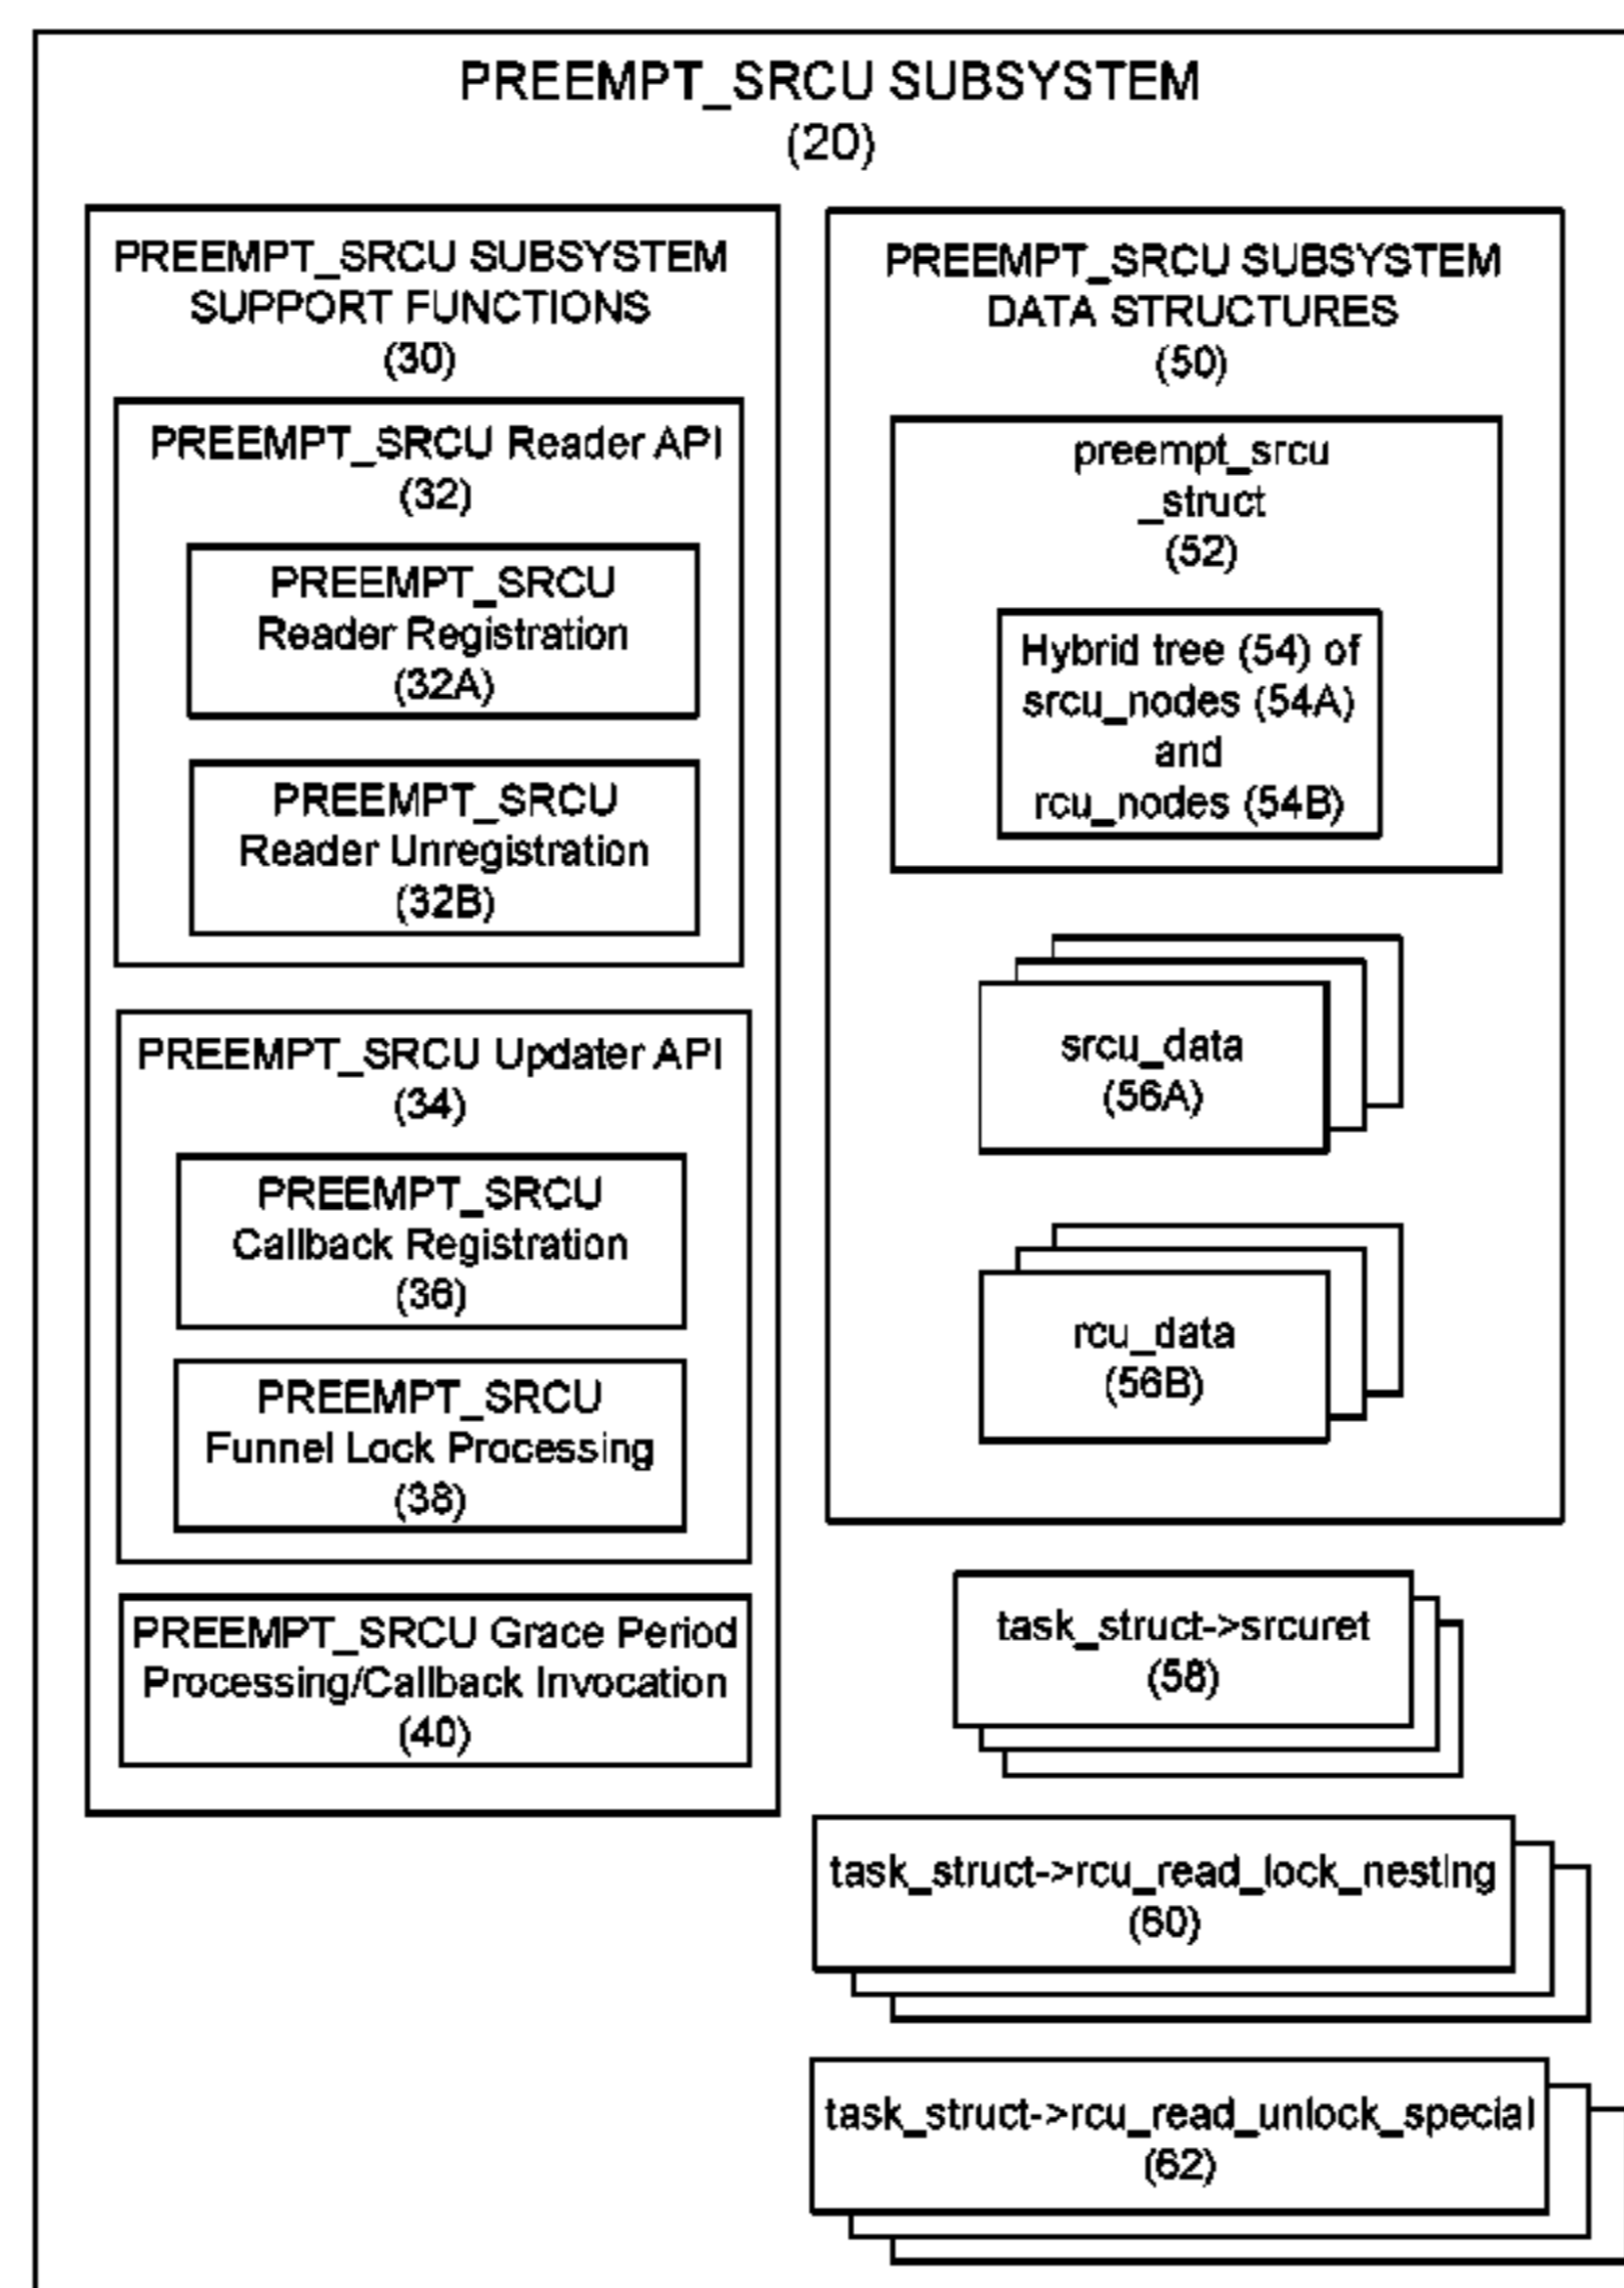 PREEMPT_SRCU SUBSYSTEM
(20)
PREEMPT_SRCU SUBSYSTEM
SUPPORT FUNCTIONS
(30)
PREEMPT_SRCU Reader API
(32)
PREEMPT_SRCU
Reader Registration
(32A)
PREEMPT_SRCU
Reader Unregistration
(32B)
PREEMPT_SRCU Updater API
(34)
PREEMPT_SRCU
Callback Registration
(36)
PREEMPT_SRCU
Funnel Lock Processing
(38)
PREEMPT_SRCU Grace Period
Processing/Callback Invocation
(40)
PREEMPT_SRCU SUBSYSTEM
DATA STRUCTURES
(50)
preempt_srcu
_struct
(52)
Hybrid tree (54) of
srcu_nodes (54A)
and
rcu_nodes (54B)
srcu_data
(56A)
rcu_data
(56B)
task_struct->srcuret
(58)
task_struct->rcu_read_lock_nesting
(60)
task_struct->rcu_read_unlock_special
(62)